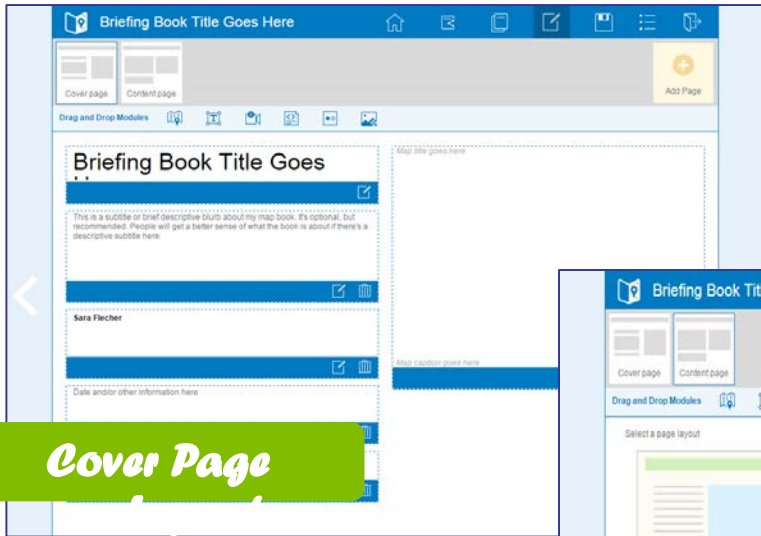 Briefing Book Title Goes Here
Cover page
Content page
Add Page
Drag and Drop Modules
Briefing Book Title Goes
This is a subtitle or brief descriptive blurb about my map book. It's optional, but
recommended. People will get a better sense of what the book is about if there's a
descriptive subtitle here.
Sara Flecher
Date and/or other information here
Map title goes here
Map caption goes here
Cover Page
Briefing Book Tit
Cover page
Content page
Drag and Drop Modules
Select a page layout